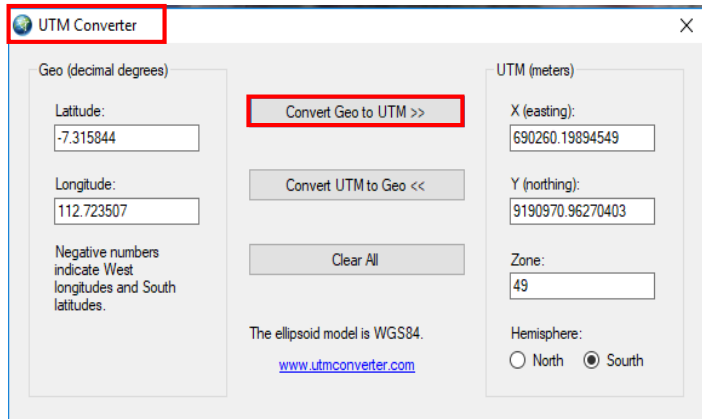 UTM Converter
Geo (decimal degrees)
Latitude:
-7.315844
Longitude:
112.723507
Negative numbers
indicate West
longitudes and South
latitudes.
Convert Geo to UTM >>
Convert UTM to Geo <<
Clear All
The ellipsoid model is WGS84.
www.utmconverter.com
UTM (meters)
X (easting):
690260.19894549
Y (northing):
9190970.96270403
Zone:
49
Hemisphere:
North
Sourth